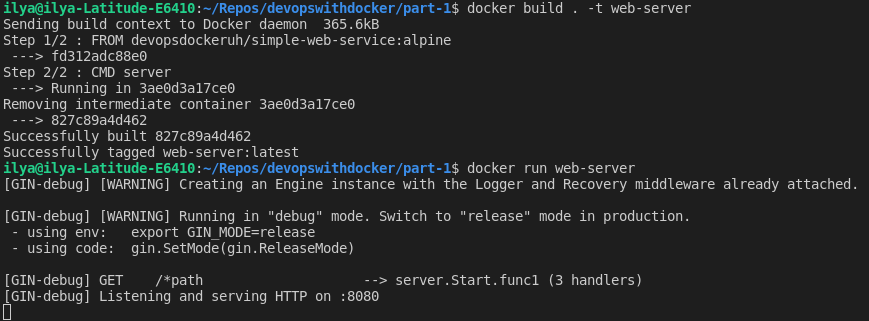 ilya@ilya-Latitude-E6410:~/Repos/devopswithdocker/part-1$ docker build . -t web-server
Sending build context to Docker daemon  365.6kB
Step 1/2 : FROM devopsdockeruh/simple-web-service:alpine
 ---> fd312adc88e0
Step 2/2 : CMD server
 ---> Running in 3ae0d3a17ce0
Removing intermediate container 3ae0d3a17ce0
 ---> 827c89a4d462
Successfully built 827c89a4d462
Successfully tagged web-server:latest
ilya@ilya-Latitude-E6410:~/Repos/devopswithdocker/part-1$ docker run web-server
[GIN-debug] [WARNING] Creating an Engine instance with the Logger and Recovery middleware already attached.
[GIN-debug] [WARNING] Running in "debug" mode. Switch to "release" mode in production.
 - using env:   export GIN_MODE=release
 - using code:  gin.SetMode(gin.ReleaseMode)
[GIN-debug] GET    /*path                    --> server.Start.func1 (3 handlers)
[GIN-debug] Listening and serving HTTP on :8080